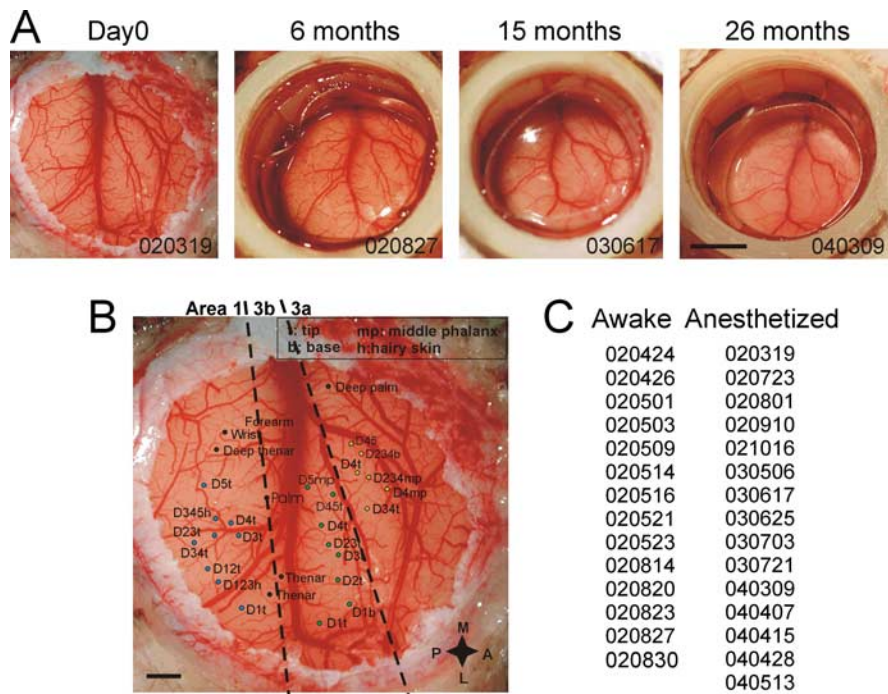 A
Day0
6 months
15 months
26 months
020319
020827
030617
040309
B
Area 1 3b 3a
t: tip mp: middle phalanx
b: base h:hairy skin
Deep palm
Forearm
Wrist
Deep thenar
D45
D234b
D4t
D5t
D5mp
D234mp
D4mp
Palm
D45t
D34t
D345b
D4t
D4t
D23t
D3t
D23t
D34t
D3t
D12t
D123h
Thenar
D2t
Thenar
D1t
D1b
D1t
M
P
A
L
C
Awake Anesthetized
020424 020319
020426 020723
020501 020801
020503 020910
020509 021016
020514 030506
020516 030617
020521 030625
020523 030703
020814 030721
020820 040309
020823 040407
020827 040415
020830 040428
040513